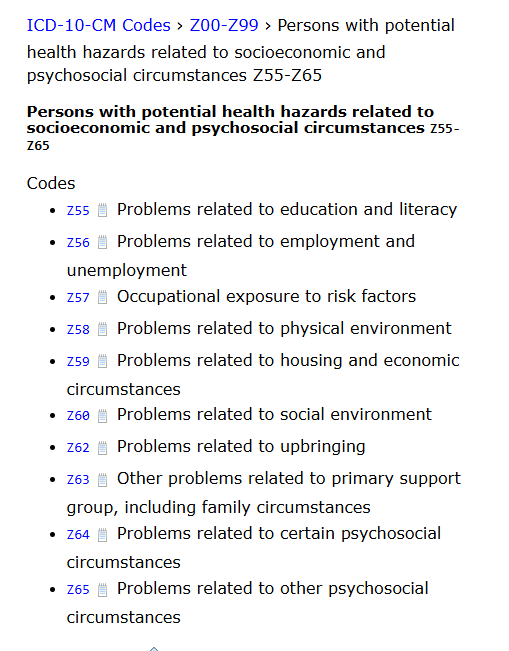 ICD-10-CM Codes › Z00-Z99 › Persons with potential
health hazards related to socioeconomic and
psychosocial circumstances Z55-Z65
Persons with potential health hazards related to
socioeconomic and psychosocial circumstances Z55-
Z65
Codes
• Z55 Problems related to education and literacy
• Z56 Problems related to employment and
unemployment
• Z57 Occupational exposure to risk factors
• Z58 Problems related to physical environment
• Z59 Problems related to housing and economic
circumstances
• Z60 Problems related to social environment
• Z62 Problems related to upbringing
• Z63 Other problems related to primary support
group, including family circumstances
• Z64 Problems related to certain psychosocial
circumstances
• Z65 Problems related to other psychosocial
circumstances